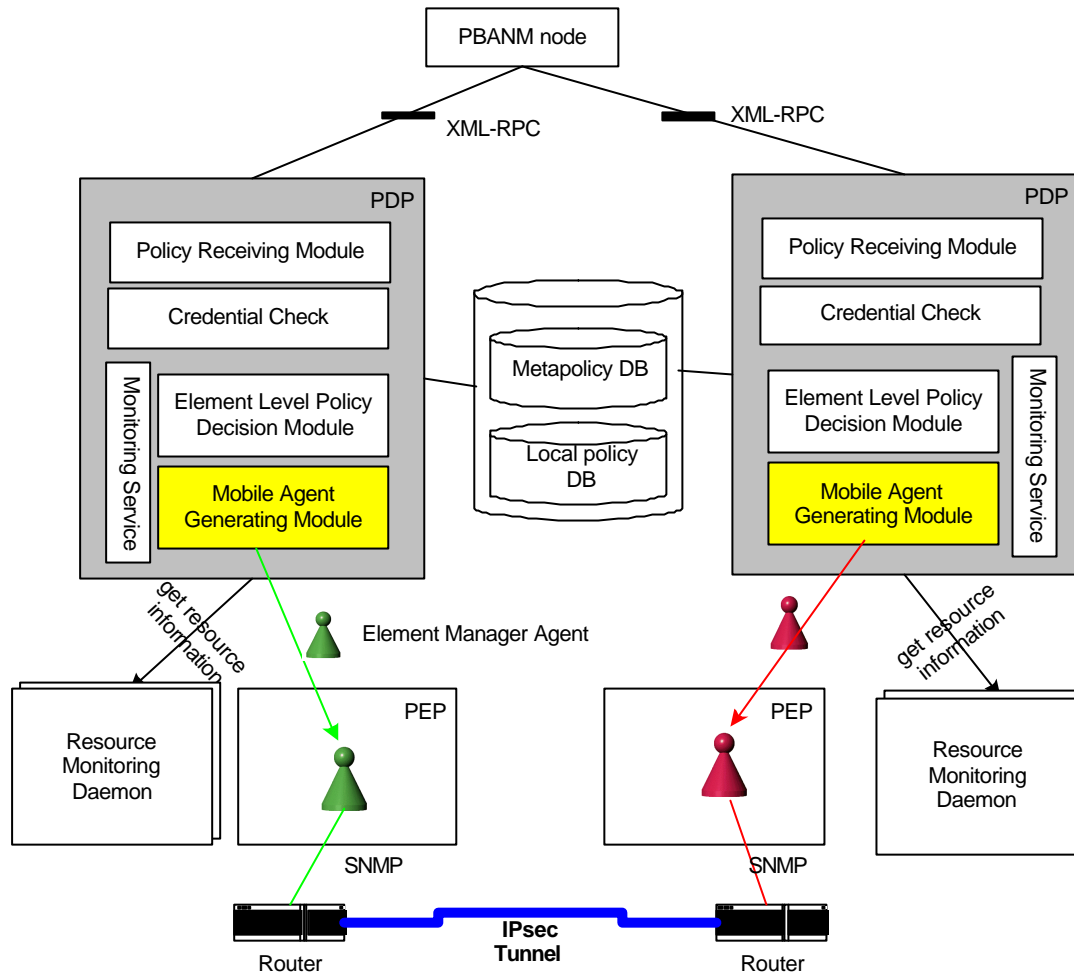 PBANM node
XML-RPC
XML-RPC
PDP
Policy Receiving Module
Credential Check
Monitoring Service
Element Level Policy
Decision Module
Mobile Agent
Generating Module
Metapolicy DB
Local policy
DB
PDP
Policy Receiving Module
Credential Check
Element Level Policy
Decision Module
Mobile Agent
Generating Module
Monitoring Service
get resource
information
Element Manager Agent
get resource
information
Resource
Monitoring
Daemon
PEP
PEP
Resource
Monitoring
Daemon
SNMP
SNMP
IPsec
Tunnel
Router
Router